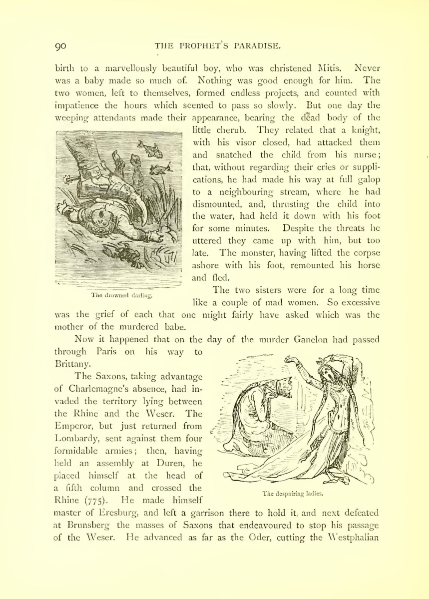 90
THE PROPHET'S PARADISE.
birth to a marvellously beautiful boy, who was christened Mitis. Never
was a baby made so much of. Nothing was good enough for him. The
two women, left to themselves, formed endless projects, and counted with
impatience the hours which seemed to pass so slowly. But one day the
weeping attendants made their appearance, bearing the dead body of the
little cherub. They related that a knight,
with his visor closed, had attacked them
and snatched the child from his nurse;
that, without regarding their cries or suppli-
cations, he had made his way at full gallop
to a neighbouring stream, where he had
dismounted, and, thrusting the child into
the water, had held it down with his foot
for some minutes. Despite the threats he
uttered they came up with him, but too
late. The monster, having lifted the corpse
ashore with his foot, remounted his horse
and fled.
The drowned darling.
The two sisters were for a long time
like a couple of mad women. So excessive
was the grief of each that one might fairly have asked which was the
mother of the murdered babe.
Now it happened that on the day of the murder Ganelon had passed
through Paris on his way to
Brittany.
The Saxons, taking advantage
of Charlemagne's absence, had in-
vaded the territory lying between
the Rhine and the Weser. The
Emperor, but just returned from
Lombardy, sent against them four
formidable armies; then, having
held an assembly at Duren, he
placed himself at the head of
a fifth column and crossed the
Rhine (775). He made himself
The despairing ladies.
master of Eresburg, and left a garrison there to hold it, and next defeated
at Brunsberg the masses of Saxons that endeavoured to stop his passage
of the Weser. He advanced as far as the Oder, cutting the Westphalian